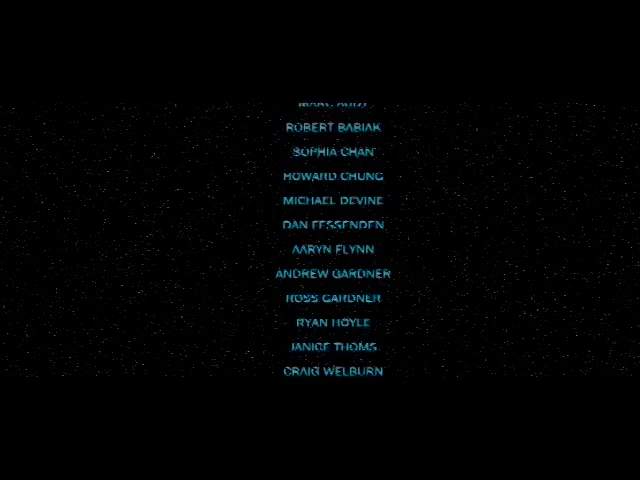 ROBERT BABIAK
SOPHIA CHAN
HOWARD CHUNG
MICHAEL DEVINE
DAN FESSENDEN
AARYN FLYNN
ANDREW GARDNER
ROSS GARDNER
RYAN HOYLE
JANICE THOMS
CRAIG WELBURN